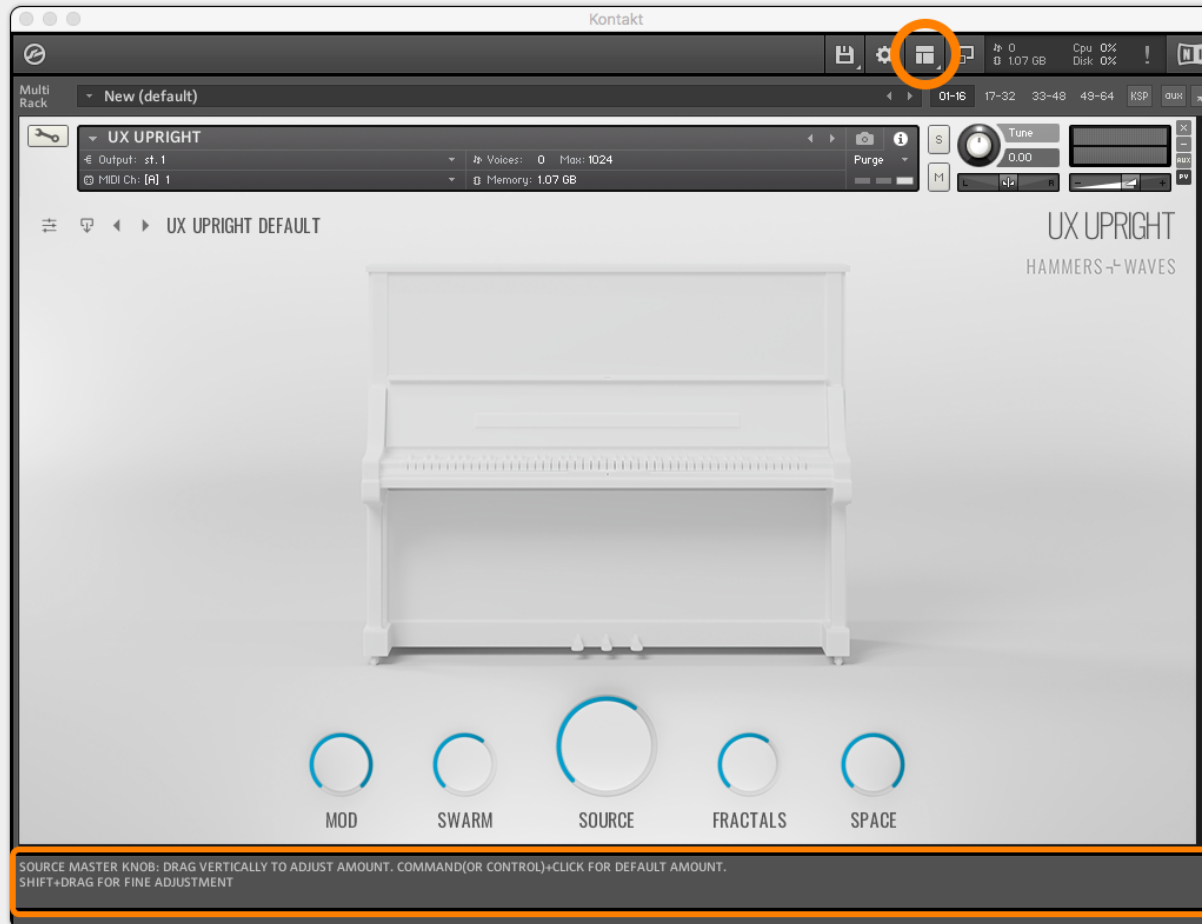 Kontakt
0 Cpu 0%
1.07 GB Disk 0% !
Multi
Rack
New (default) 01-16 17-32 33-48 49-64 KSP aux
UX UPRIGHT i S Tune
Output: st. 1 Voices: 0 Max: 1024 Purge 0.00 AUX
MIDI Ch: [A] 1 Memory: 1.07 GB M L R - + PV
UX UPRIGHT DEFAULT UX UPRIGHT
HAMMERS WAVES
MOD SWARM SOURCE FRACTALS SPACE
SOURCE MASTER KNOB: DRAG VERTICALLY TO ADJUST AMOUNT. COMMAND(OR CONTROL)+CLICK FOR DEFAULT AMOUNT.
SHIFT+DRAG FOR FINE ADJUSTMENT